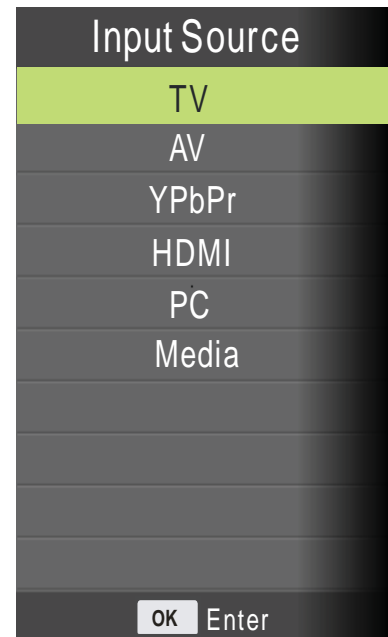 Input Source
TV
AV
YPbPr
HDMI
PC
Media
OK Enter